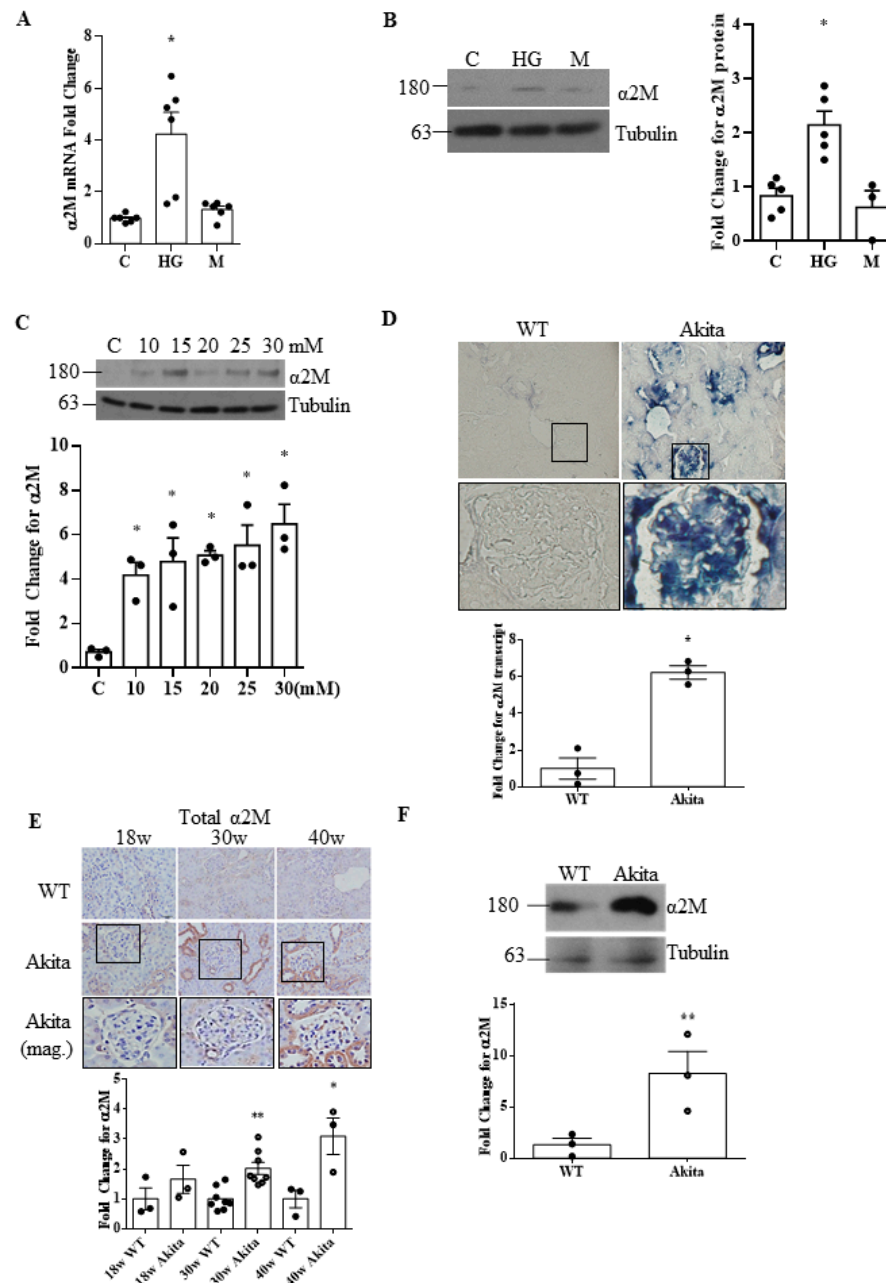 A
α2M mRNA Fold Change
8
6
4
2
0
*
C HG M
B
C HG M
180
α2M
63
Tubulin
Fold Change for α2M protein
4
3
2
1
0
*
C HG M
C
C 10 15 20 25 30 mM
180
α2M
63
Tubulin
Fold Change for α2M
10
8
6
4
2
0
* * * * *
C 10 15 20 25 30(mM)
D
WT Akita
Fold Change for α2M transcript
8
6
4
2
0
*
WT Akita
E
Total α2M
18w 30w 40w
WT
Akita
Akita
(mag.)
Fold Change for α2M
5
4
3
2
1
0
** *
18w WT 18w Akita 30w WT 30w Akita 40w WT 40w Akita
F
WT Akita
180
α2M
63
Tubulin
Fold Change for α2M
15
10
5
0
**
WT Akita